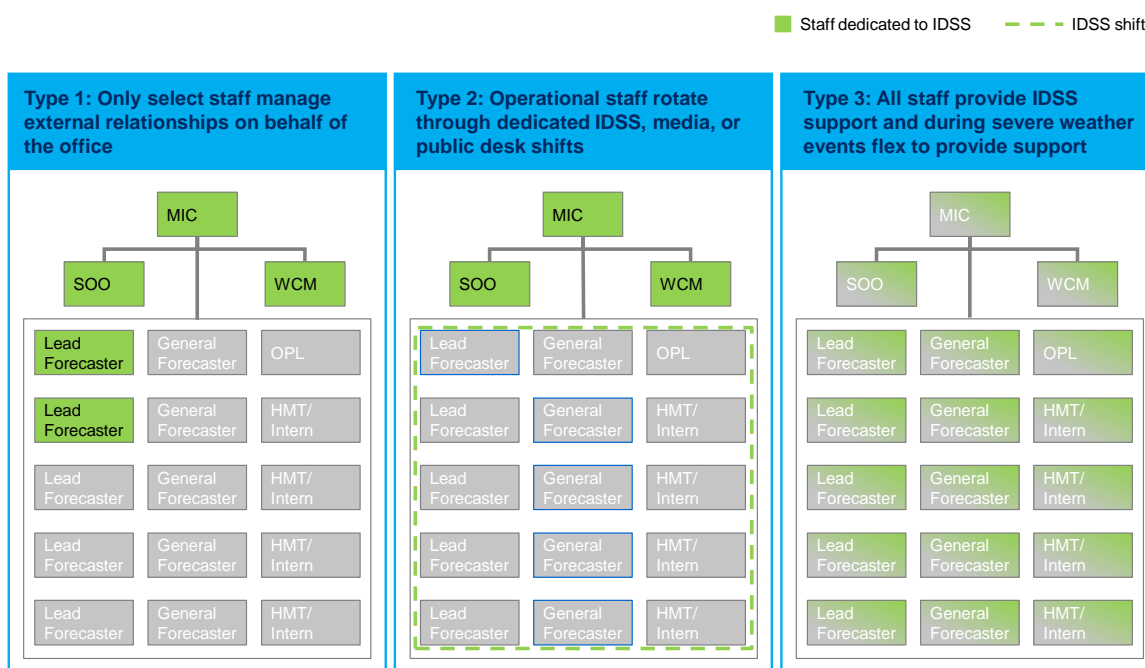 Staff dedicated to IDSS
IDSS shift
Type 1: Only select staff manage
external relationships on behalf of
the office
MIC
SOO
WCM
Lead
Forecaster
General
Forecaster
OPL
Lead
Forecaster
General
Forecaster
HMT/
Intern
Lead
Forecaster
General
Forecaster
HMT/
Intern
Lead
Forecaster
General
Forecaster
HMT/
Intern
Lead
Forecaster
General
Forecaster
HMT/
Intern
Type 2: Operational staff rotate
through dedicated IDSS, media, or
public desk shifts
MIC
SOO
WCM
Lead
Forecaster
General
Forecaster
OPL
Lead
Forecaster
General
Forecaster
HMT/
Intern
Lead
Forecaster
General
Forecaster
HMT/
Intern
Lead
Forecaster
General
Forecaster
HMT/
Intern
Lead
Forecaster
General
Forecaster
HMT/
Intern
Type 3: All staff provide IDSS
support and during severe weather
events flex to provide support
MIC
SOO
WCM
Lead
Forecaster
General
Forecaster
OPL
Lead
Forecaster
General
Forecaster
HMT/
Intern
Lead
Forecaster
General
Forecaster
HMT/
Intern
Lead
Forecaster
General
Forecaster
HMT/
Intern
Lead
Forecaster
General
Forecaster
HMT/
Intern